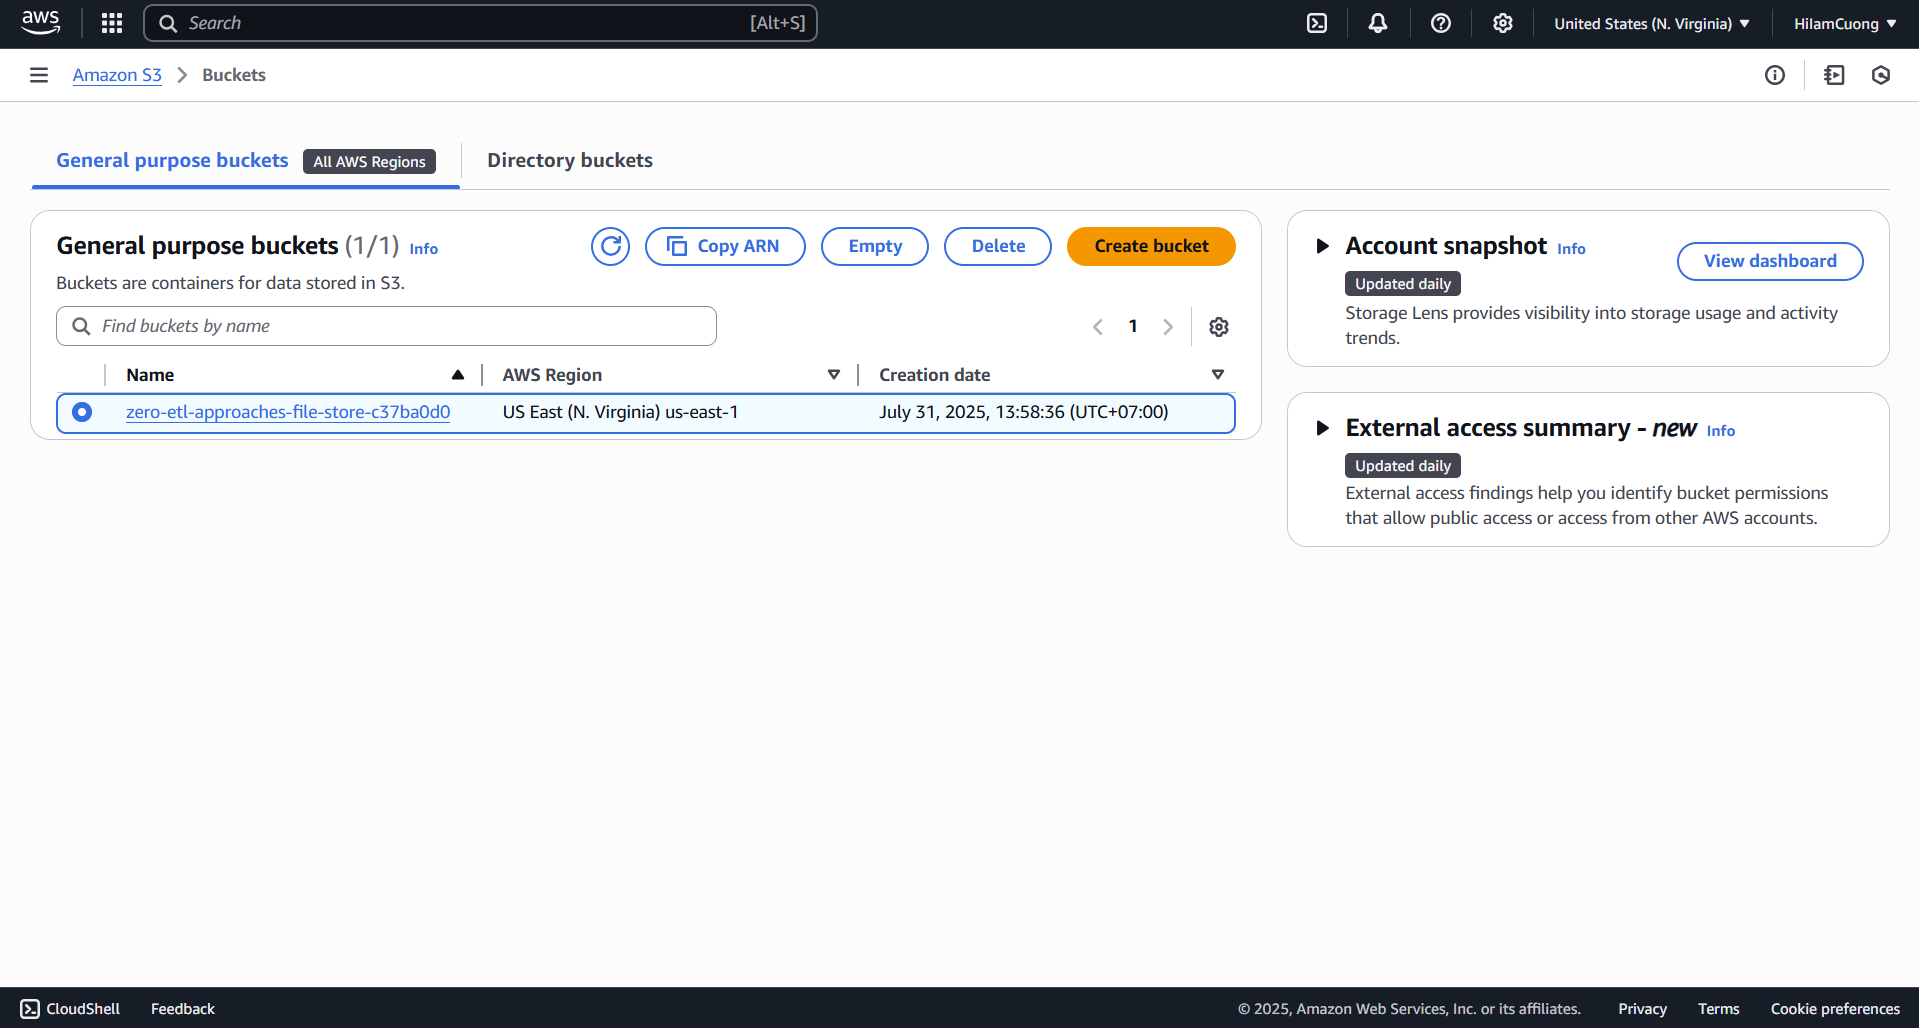 aws
Search [Alt+S]
United States (N. Virginia)
HilamCuong
Amazon S3
Buckets
General purpose buckets All AWS Regions
Directory buckets
General purpose buckets (1/1) Info
Copy ARN
Empty
Delete
Create bucket
Buckets are containers for data stored in S3.
Find buckets by name
1
Name AWS Region Creation date
zero-etl-approaches-file-store-c37ba0d0 US East (N. Virginia) us-east-1 July 31, 2025, 13:58:36 (UTC+07:00)
Account snapshot Info
View dashboard
Updated daily
Storage Lens provides visibility into storage usage and activity
trends.
External access summary - new Info
Updated daily
External access findings help you identify bucket permissions
that allow public access or access from other AWS accounts.
CloudShell
Feedback
© 2025, Amazon Web Services, Inc. or its affiliates.
Privacy
Terms
Cookie preferences